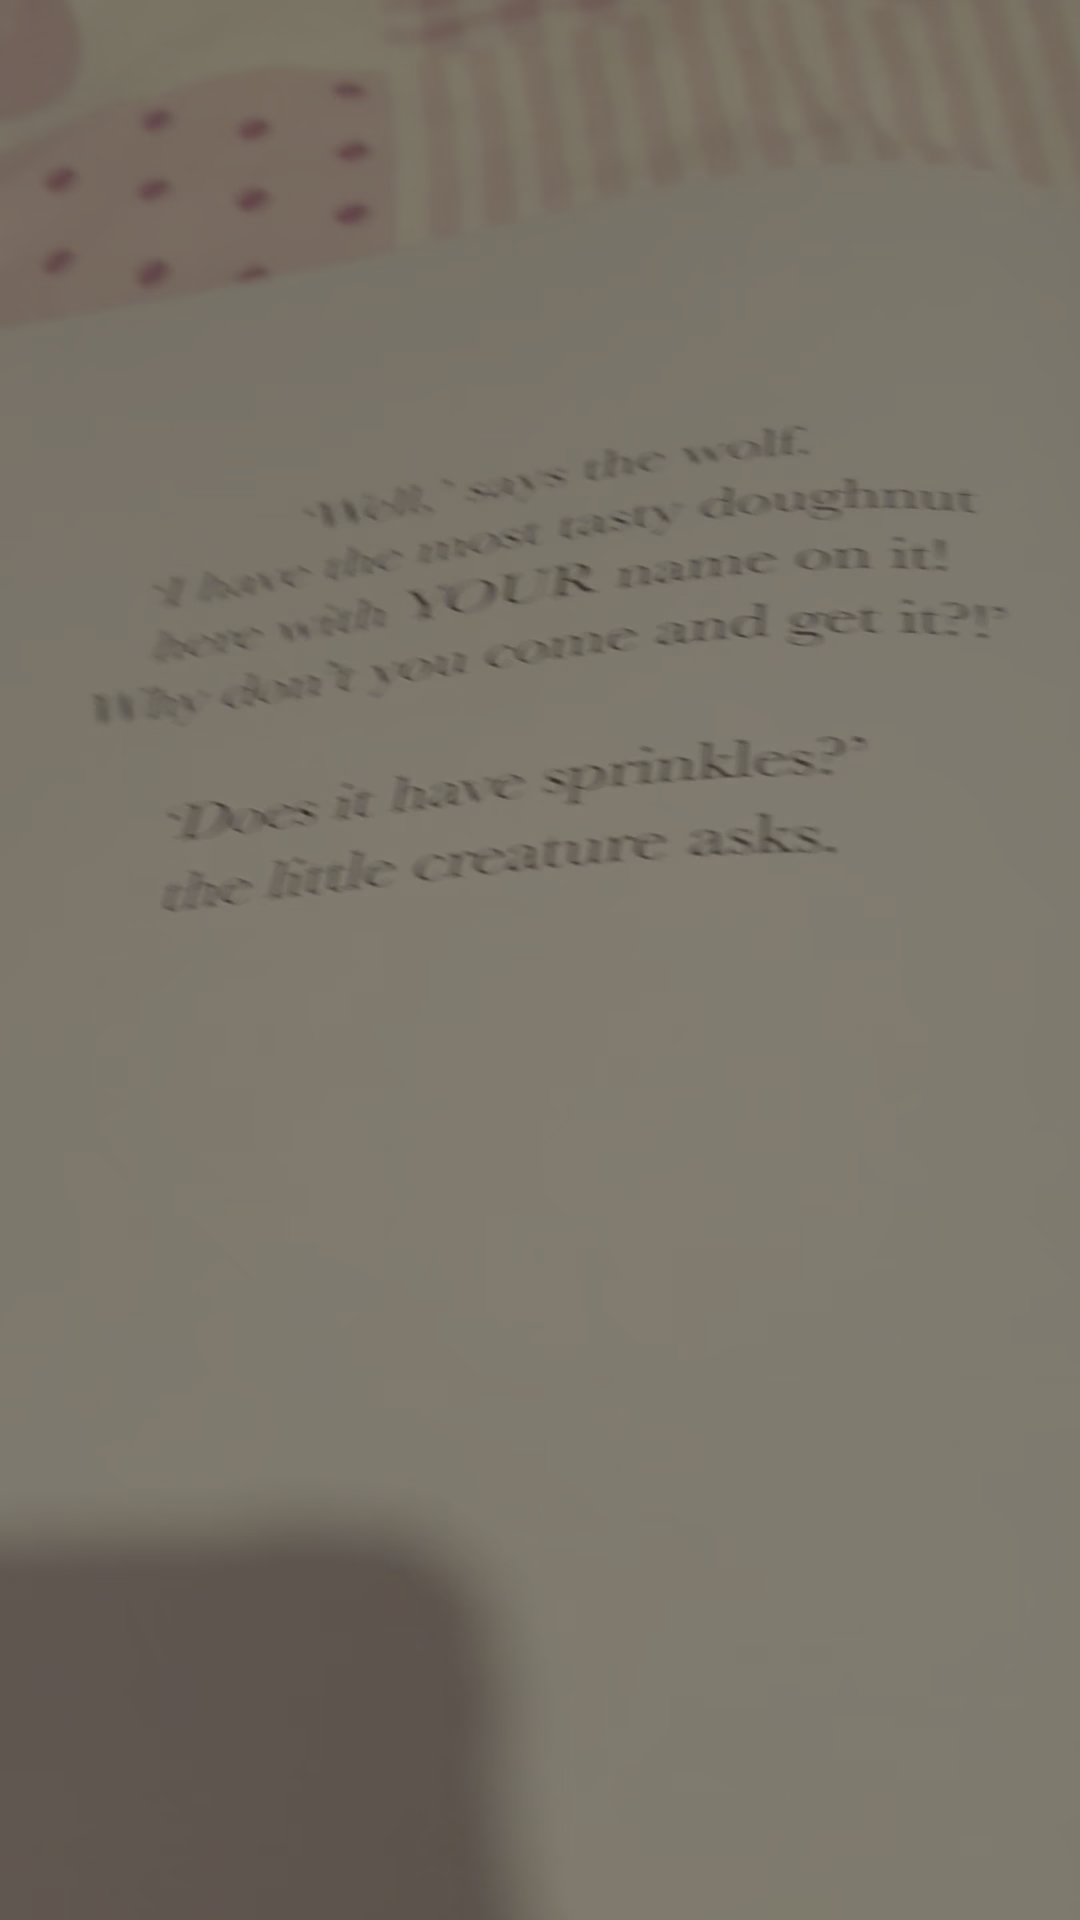 ‘Well,’ says the wolf.
‘I have the most tasty doughnut
here with YOUR name on it!
Why don’t you come and get it?!’
‘Does it have sprinkles?’
the little creature asks.